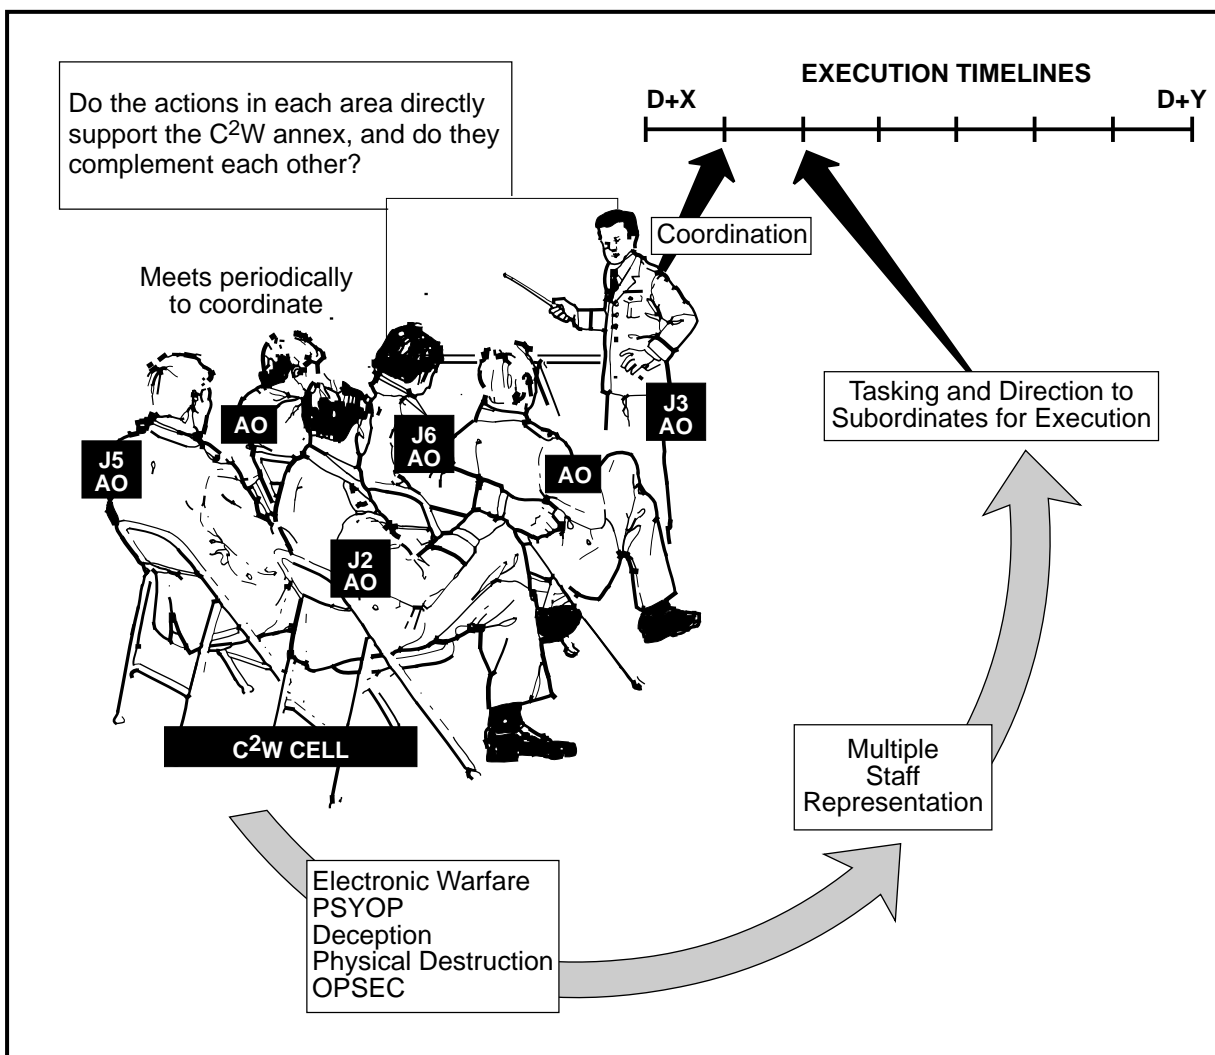 EXECUTION TIMELINES
D+X
D+Y
Do the actions in each area directly
support the C²W annex, and do they
complement each other?
Coordination
Meets periodically
to coordinate
Tasking and Direction to
Subordinates for Execution
J3
AO
AO
J6
AO
J5
AO
AO
J2
AO
C²W CELL
Multiple
Staff
Representation
Electronic Warfare
PSYOP
Deception
Physical Destruction
OPSEC